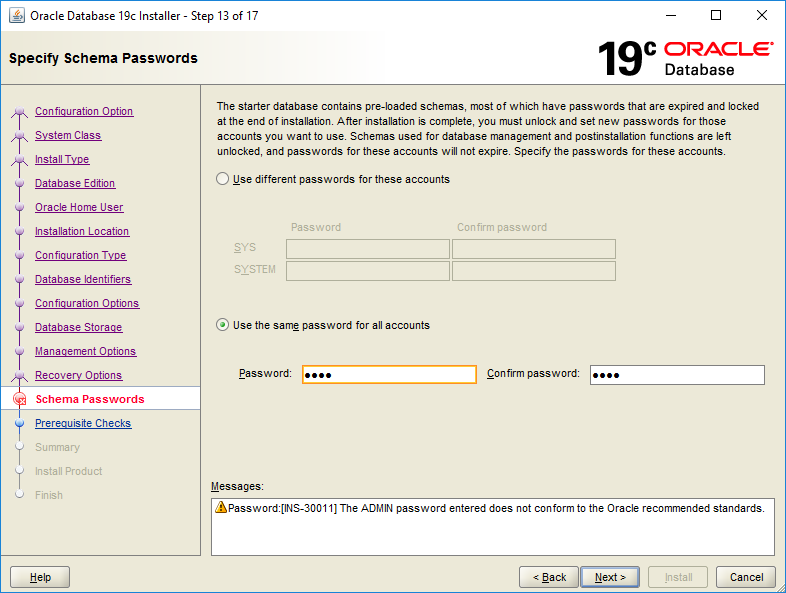 Oracle Database 19c Installer - Step 13 of 17
Specify Schema Passwords
19c ORACLE
Database
Configuration Option
System Class
Install Type
Database Edition
Oracle Home User
Installation Location
Configuration Type
Database Identifiers
Configuration Options
Database Storage
Management Options
Recovery Options
Schema Passwords
Prerequisite Checks
Summary
Install Product
Finish
The starter database contains pre-loaded schemas, most of which have passwords that are expired and locked
at the end of installation. After installation is complete, you must unlock and set new passwords for those
accounts you want to use. Schemas used for database management and postinstallation functions are left
unlocked, and passwords for these accounts will not expire. Specify the passwords for these accounts.
Use different passwords for these accounts
Password Confirm password
SYS
SYSTEM
Use the same password for all accounts
Password: •••• Confirm password: ••••
Messages:
Password:[INS-30011] The ADMIN password entered does not conform to the Oracle recommended standards.
Help < Back Next > Install Cancel